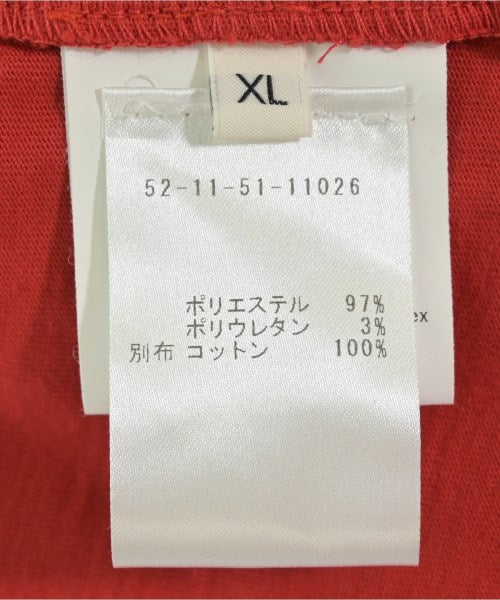 XL
52-11-51-11026
ポリエステル 97%
ポリウレタン 3%
別布 コットン 100%
ex